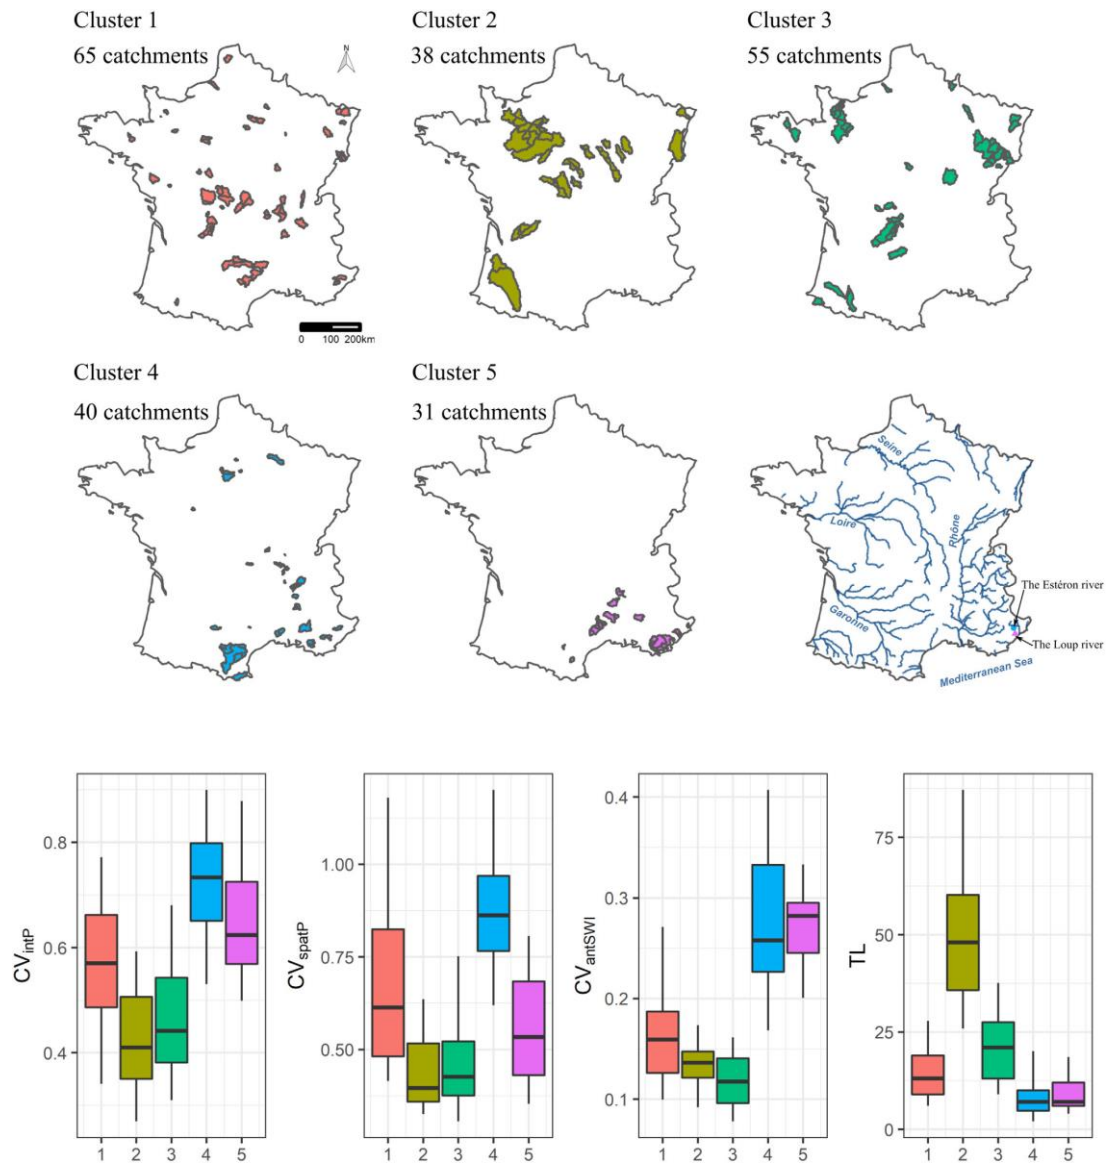 Cluster 1
65 catchments
N
0 100 200km
Cluster 2
38 catchments
Cluster 3
55 catchments
Cluster 4
40 catchments
Cluster 5
31 catchments
Seine
Loire
Rhône
Garonne
The Estéron river
The Loup river
Mediterranean Sea
CVintP
0.8
0.6
0.4
1 2 3 4 5
CVspatP
1.00
0.75
0.50
1 2 3 4 5
CVantSWI
0.4
0.3
0.2
0.1
1 2 3 4 5
TL
75
50
25
0
1 2 3 4 5